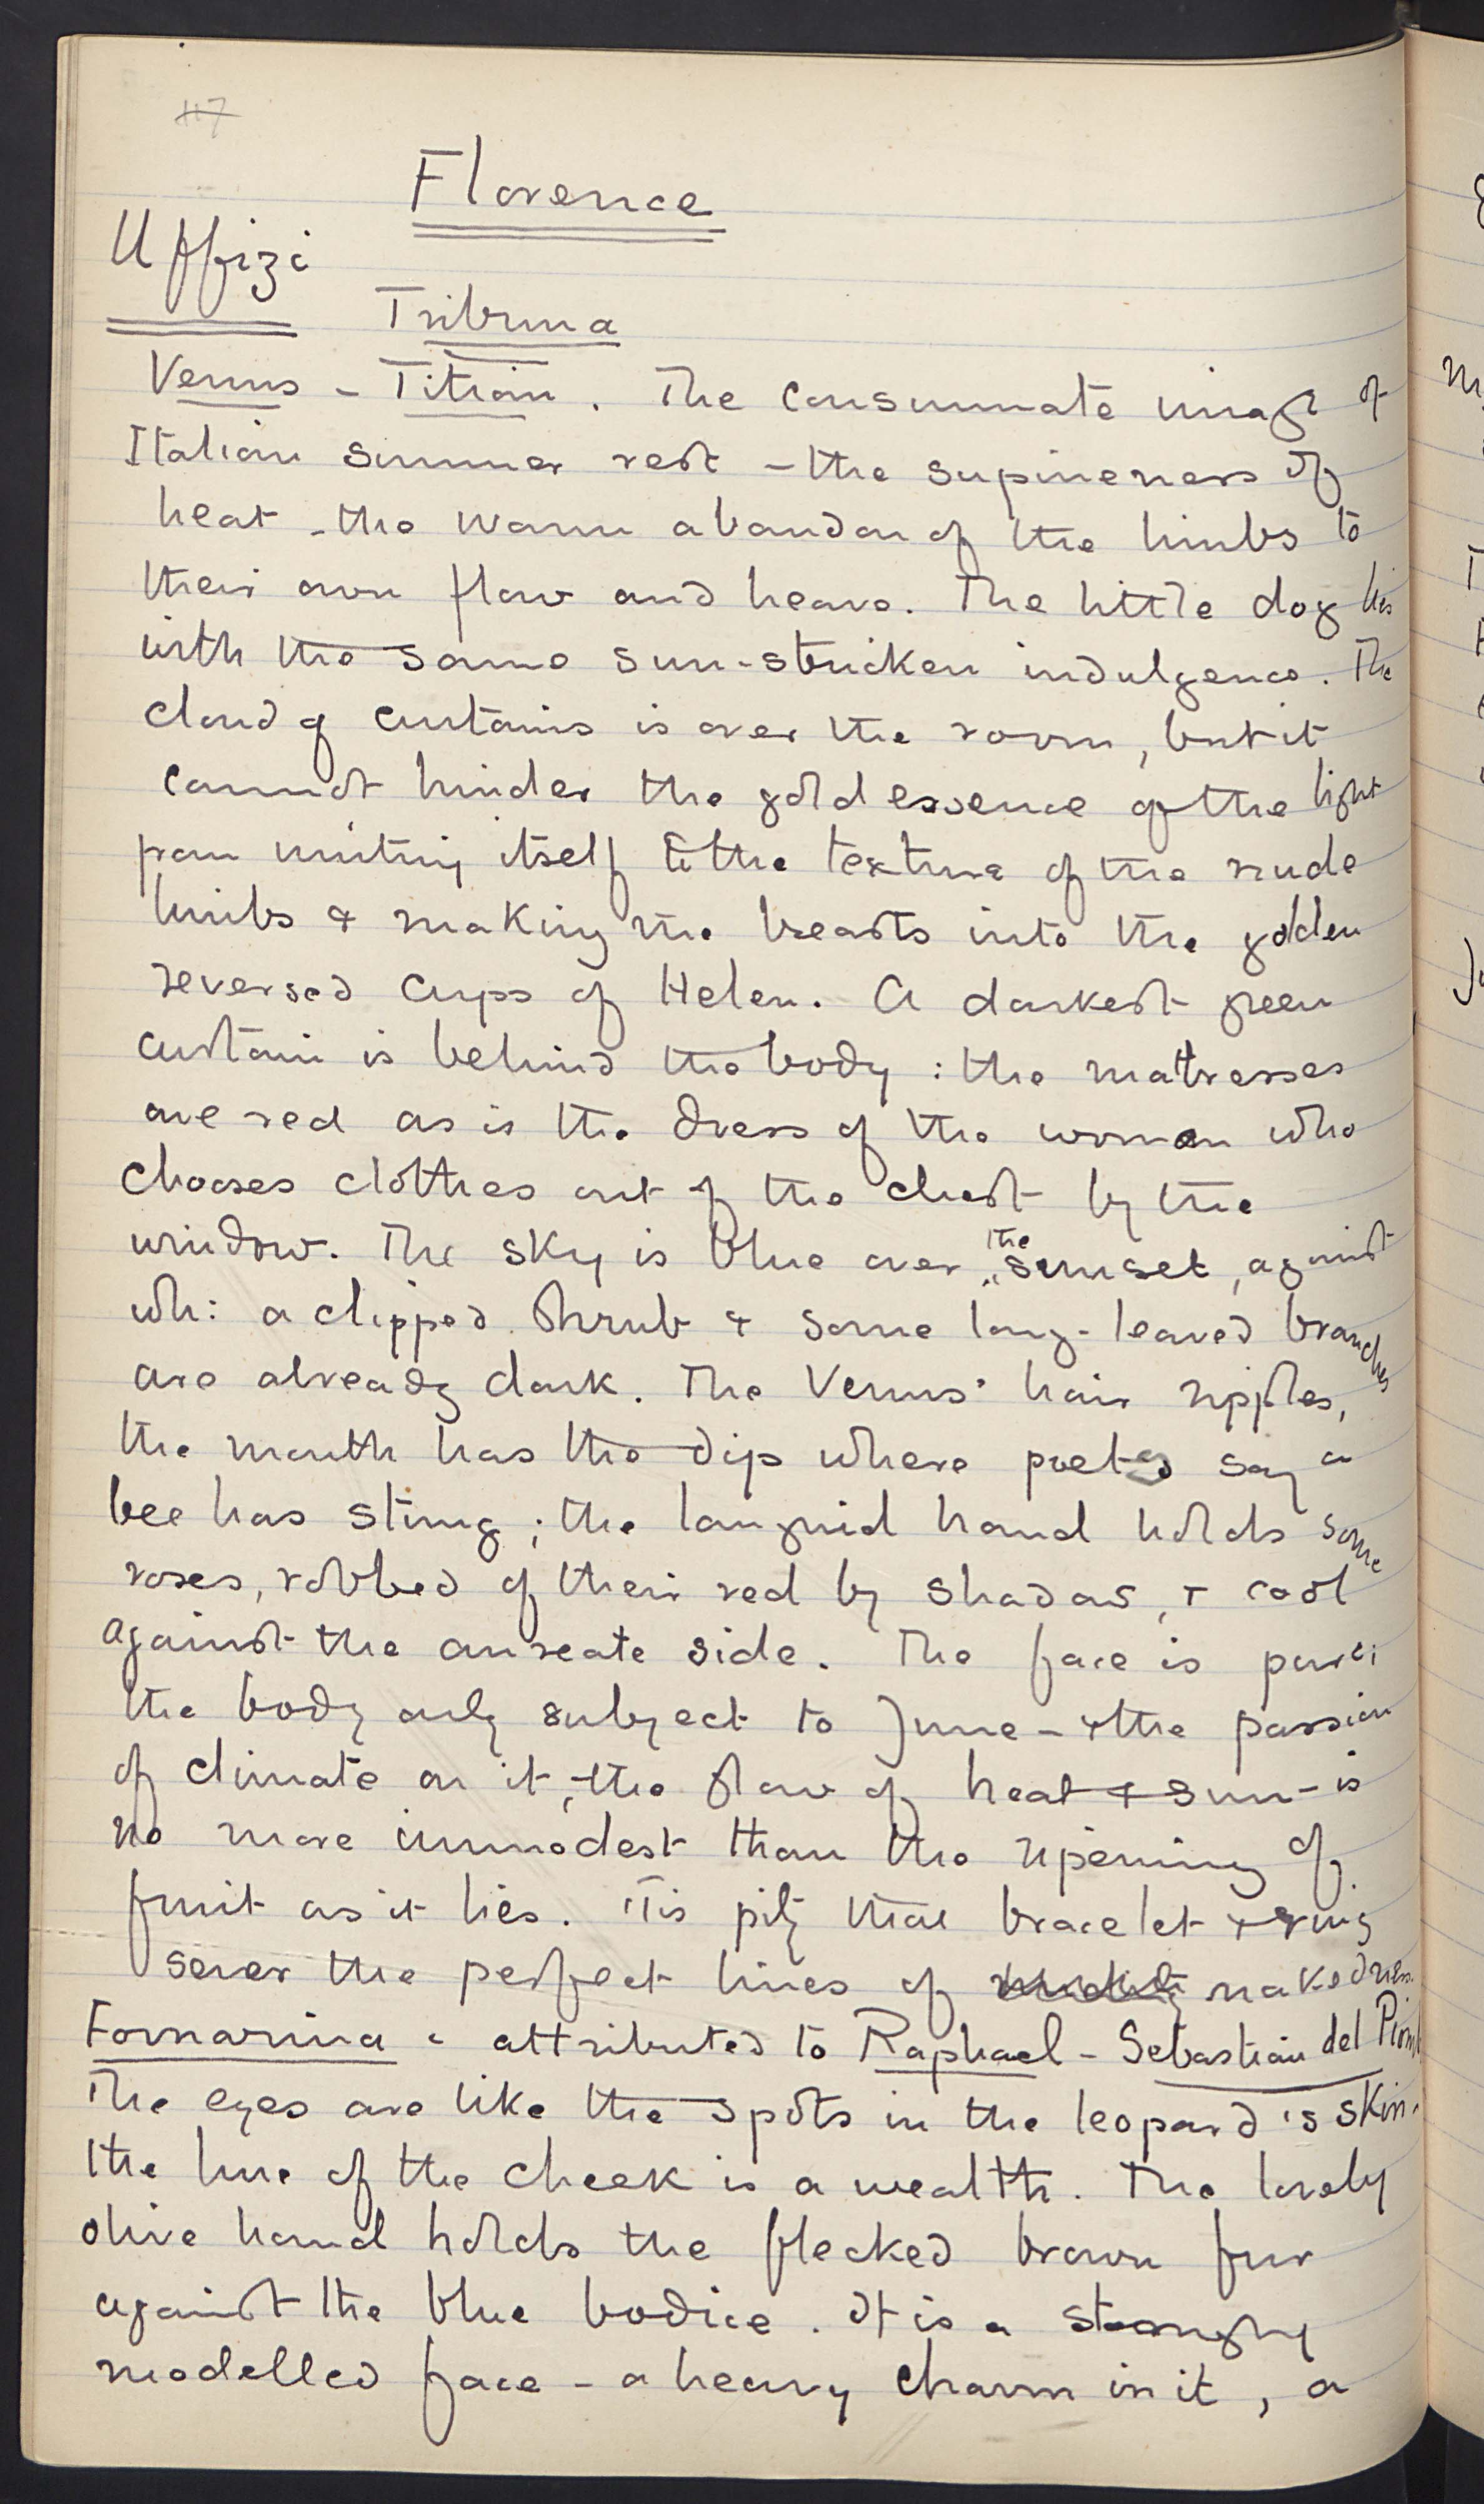 117
Florence
Uffizi
Tribuna
Venus - Titian. The consummate image of
Italian summer rest - the supineness of
heat - the warm abandon of the limbs to
their own flow and heave. The little dog lies
with the same sun-stricken indulgence. The
cloud of curtains is over the room, but it
cannot hinder the gold essence of the light
from uniting itself to the texture of the nude
limbs & making the breasts into the golden
reversed cups of Helen. A darkest green
curtain is behind the body: the matresses
are red as is the dress of the woman who
chooses clothes out of the chest by the
window. The sky is blue over the sunset, against
wh: a clipped shrub & some long-leaved branches
are already dark. The Venus' hair ripples,
the mouth has the dip where poets say a
bee has stung; the languid hand holds some
roses, robbed of their red by shadow, & cool
against the aureate side. The face is pure;
the body only subject to June - & the passion
of climate on it, the flow of heat & sun - is
no more immodest than the ripening of
fruit as it lies. 'Tis pity that bracelet & ring
sever the perfect lines of nakedness.
Fornarina - attributed to Raphael - Sebastian del
The eyes are like the spots in the leopard's skin.
the line of the cheek is a wealth. The lovely
olive hand holds the flecked brown fur
against the blue bodice. It is a strongly
modelled face - a heavy charm in it, a